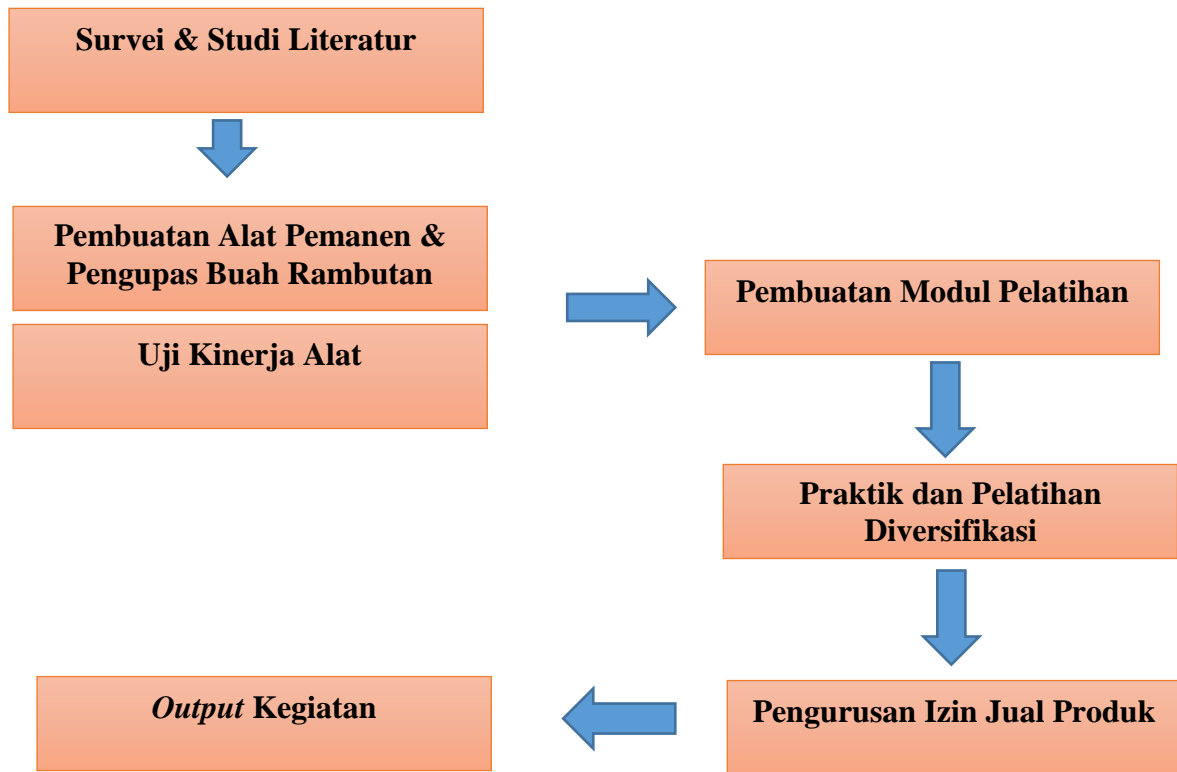 Survei & Studi Literatur
Pembuatan Alat Pemanen &
Pengupas Buah Rambutan
Uji Kinerja Alat
Pembuatan Modul Pelatihan
Praktik dan Pelatihan
Diversifikasi
Pengurusan Izin Jual Produk
Output Kegiatan